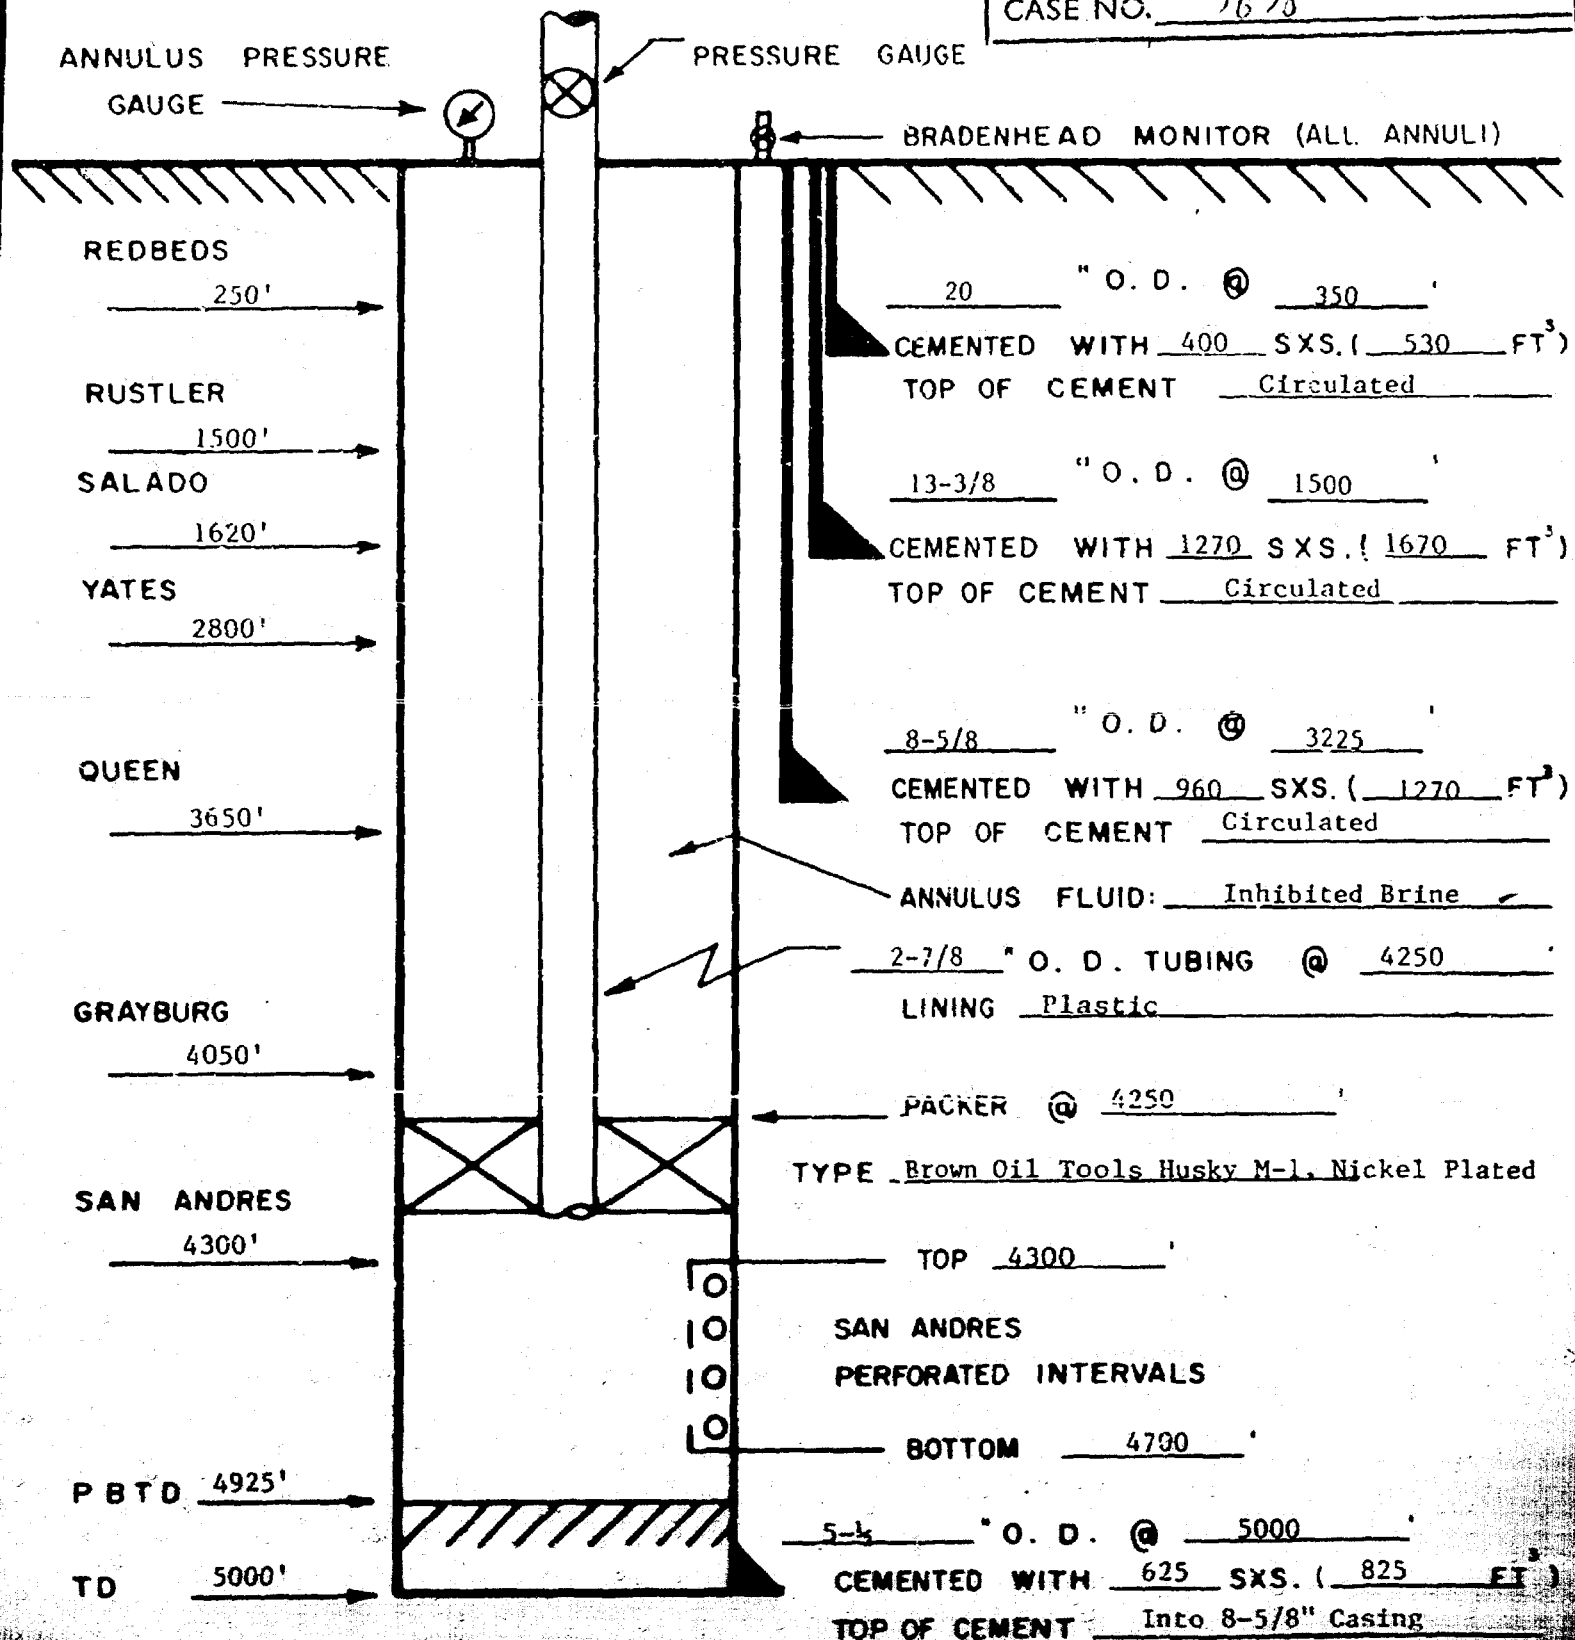 CASE NO.
ANNULUS PRESSURE
GAUGE
PRESSURE GAUGE
BRADENHEAD MONITOR (ALL ANNULI)
REDBEDS
250'
20 " O. D. @ 350 '
CEMENTED WITH 400 SXS. ( 530 FT³)
TOP OF CEMENT Circulated
RUSTLER
1500'
SALADO
1620'
13-3/8 " O. D. @ 1500 '
CEMENTED WITH 1270 SXS. ( 1670 FT³)
TOP OF CEMENT Circulated
YATES
2800'
8-5/8 " O. D. @ 3225 '
CEMENTED WITH 960 SXS. ( 1270 FT³)
TOP OF CEMENT Circulated
QUEEN
3650'
ANNULUS FLUID: Inhibited Brine
2-7/8 " O. D. TUBING @ 4250 '
LINING Plastic
GRAYBURG
4050'
PACKER @ 4250 '
TYPE Brown Oil Tools Husky M-1, Nickel Plated
SAN ANDRES
4300'
TOP 4300 '
SAN ANDRES
PERFORATED INTERVALS
BOTTOM 4700 '
PBTD 4925'
TD 5000'
" O. D. @ 5000 '
CEMENTED WITH 625 SXS. ( 825 FT³)
TOP OF CEMENT Into 8-5/8" Casing